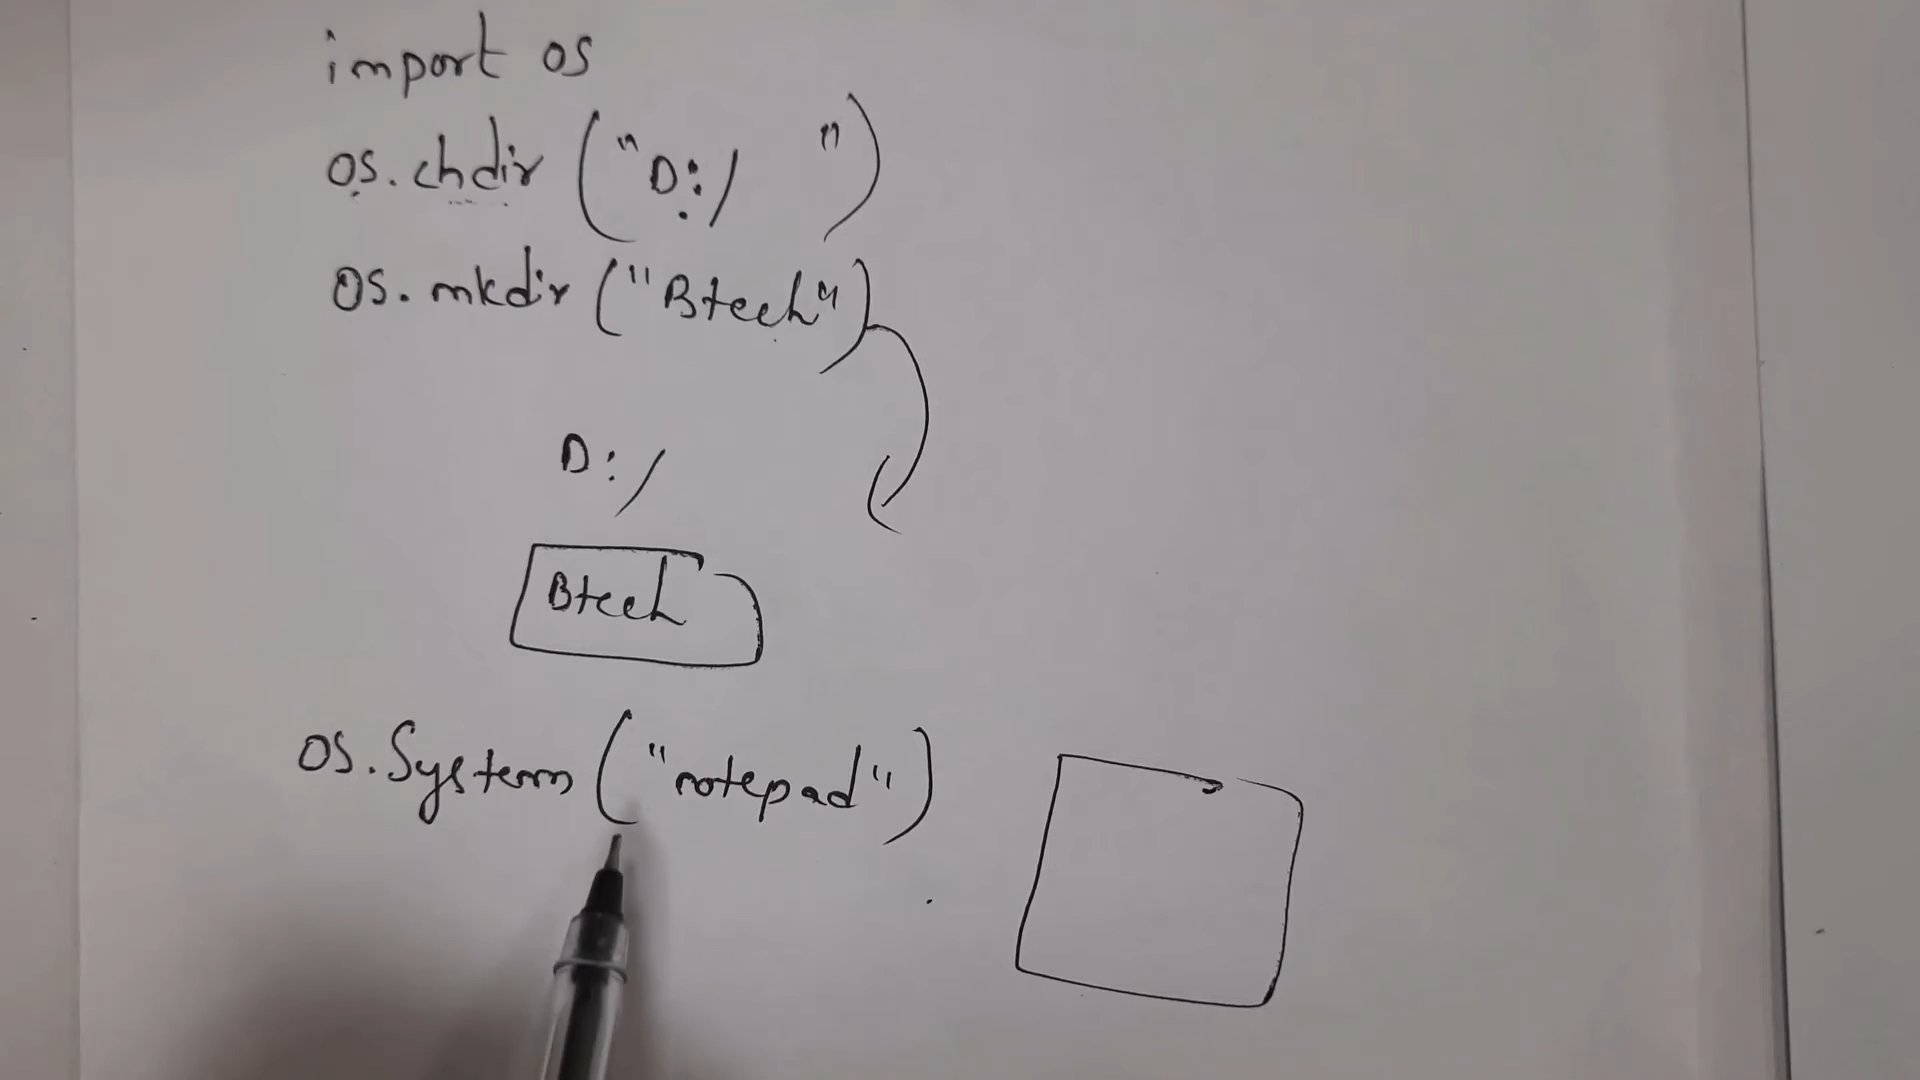 import os
os.chdir ("D:/ ")
os.mkdir ("Btech")
D:/
Btech
os.System ("notepad")